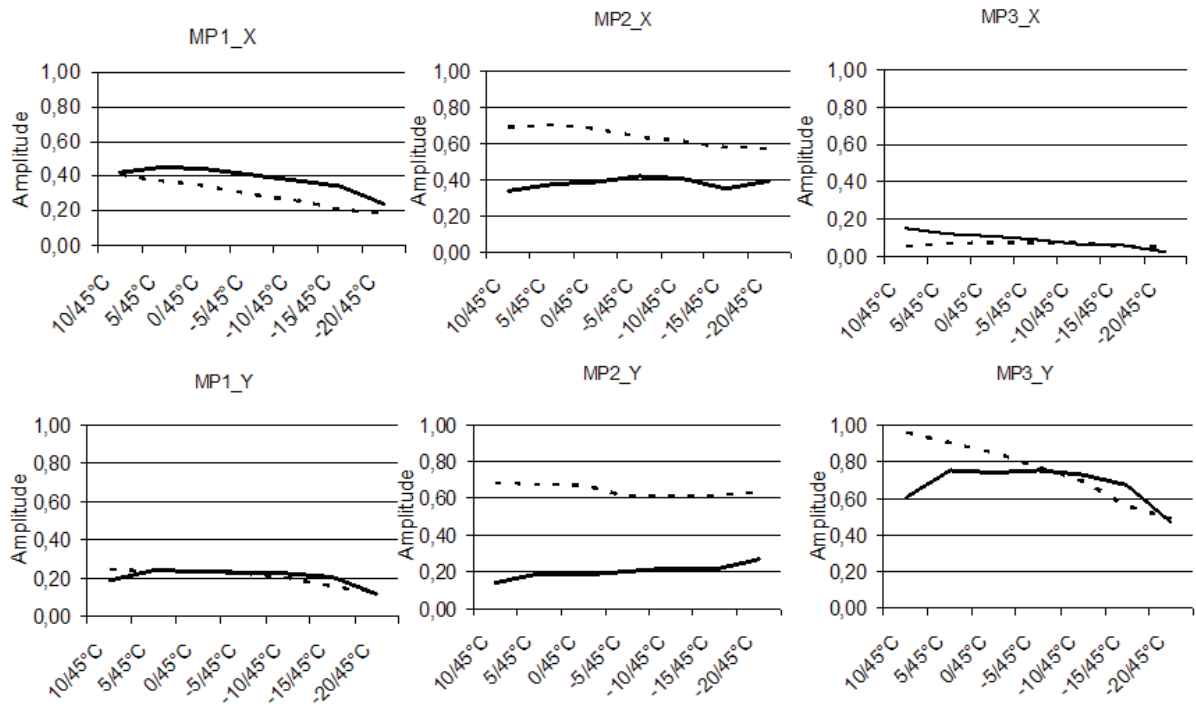 MP1_X
Amplitude
1,00
0,80
0,60
0,40
0,20
0,00
10/45°C
5/45°C
0/45°C
-5/45°C
-10/45°C
-15/45°C
-20/45°C
MP2_X
Amplitude
1,00
0,80
0,60
0,40
0,20
0,00
10/45°C
5/45°C
0/45°C
-5/45°C
-10/45°C
-15/45°C
-20/45°C
MP3_X
Amplitude
1,00
0,80
0,60
0,40
0,20
0,00
10/45°C
5/45°C
0/45°C
-5/45°C
-10/45°C
-15/45°C
-20/45°C
MP1_Y
Amplitude
1,00
0,80
0,60
0,40
0,20
0,00
10/45°C
5/45°C
0/45°C
-5/45°C
-10/45°C
-15/45°C
-20/45°C
MP2_Y
Amplitude
1,00
0,80
0,60
0,40
0,20
0,00
10/45°C
5/45°C
0/45°C
-5/45°C
-10/45°C
-15/45°C
-20/45°C
MP3_Y
Amplitude
1,00
0,80
0,60
0,40
0,20
0,00
10/45°C
5/45°C
0/45°C
-5/45°C
-10/45°C
-15/45°C
-20/45°C